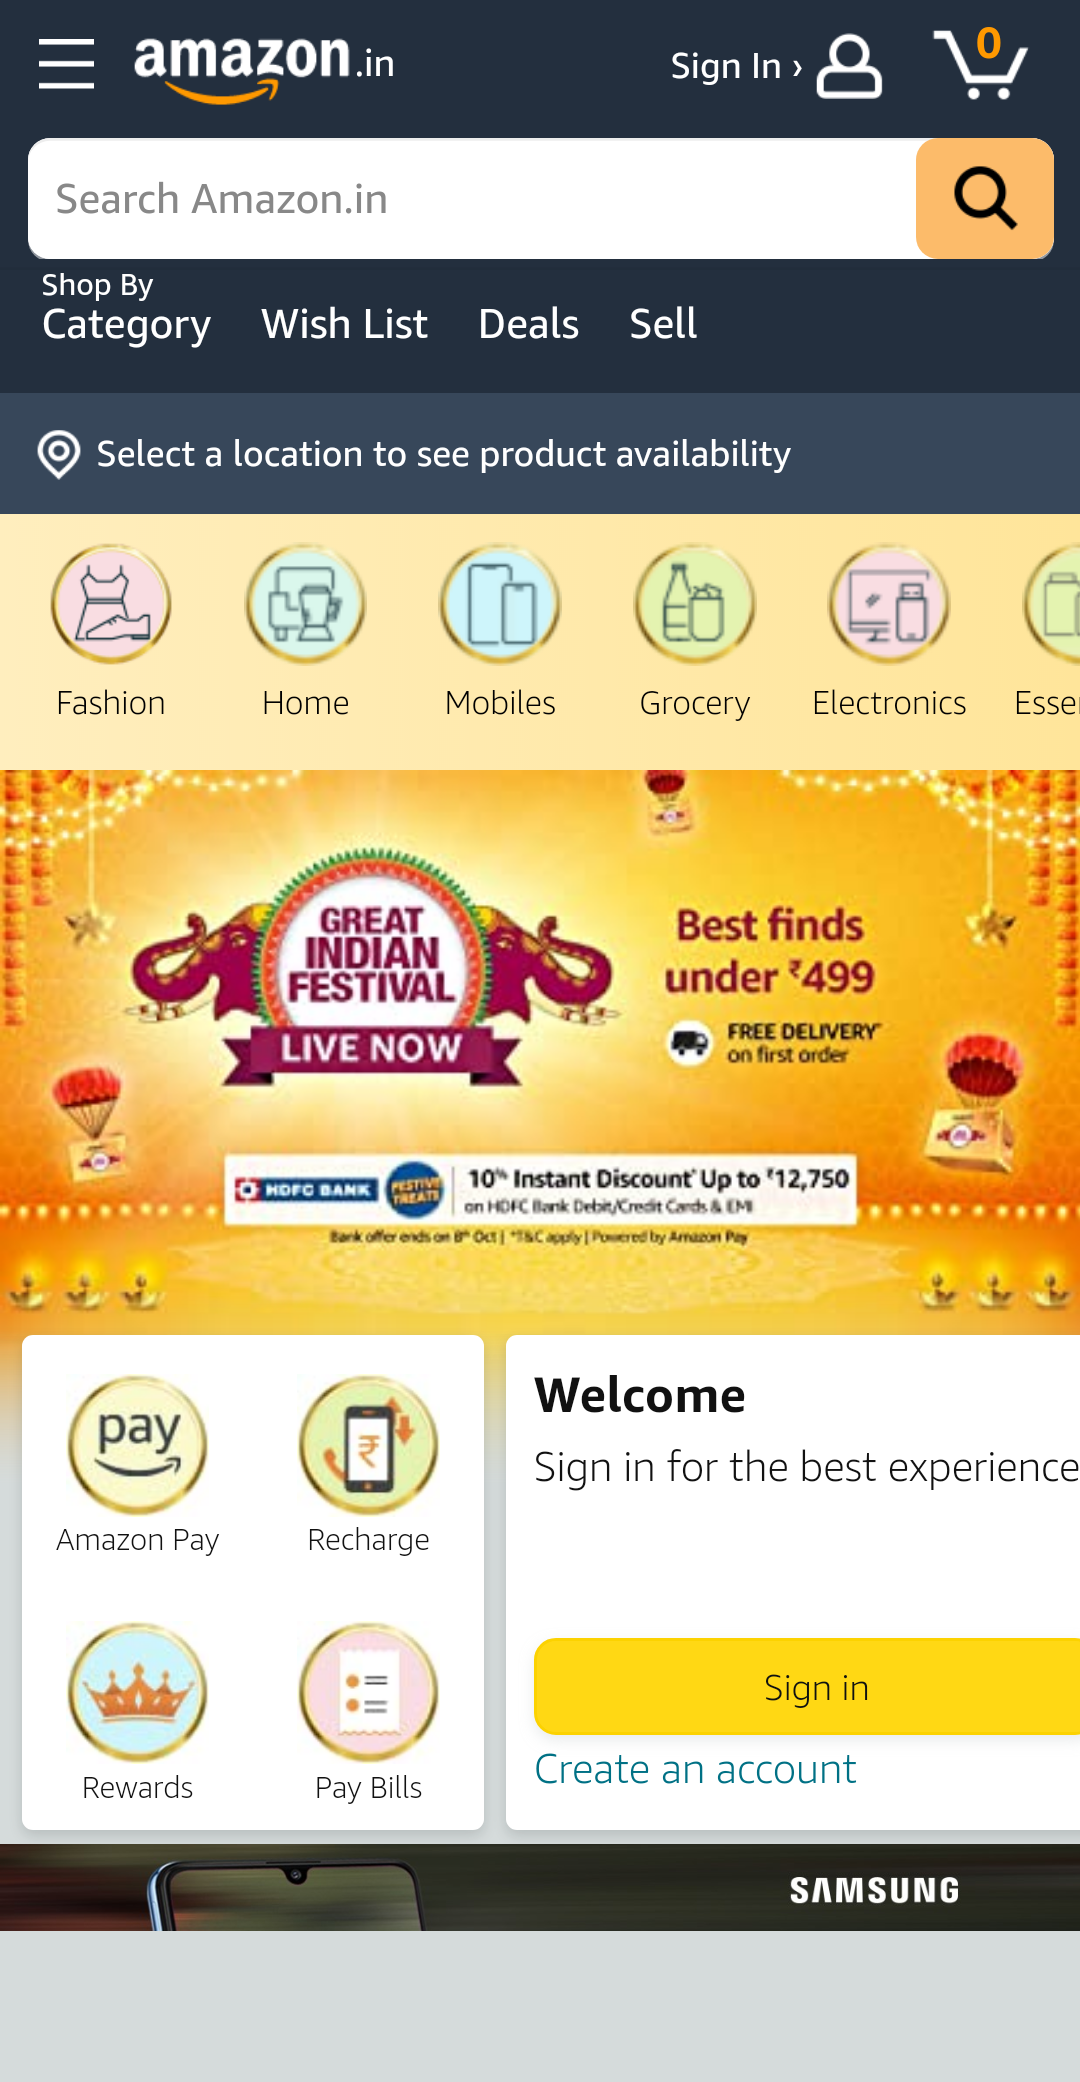 amazon.in
Sign In ›
0
Search Amazon.in
Shop By
Category
Wish List
Deals
Sell
Select a location to see product availability
Fashion
Home
Mobiles
Grocery
Electronics
Esse
GREAT
INDIAN
FESTIVAL
LIVE NOW
Best finds
under ₹499
FREE DELIVERY*
on first order
HDFC BANK
FESTIVE
TREATS
10% Instant Discount* Up to ₹12,750
on HDFC Bank Debit/Credit Cards & EMI
Bank offer ends on 8th Oct | *T&C apply | Powered by Amazon Pay
pay
Amazon Pay
₹
Recharge
Rewards
Pay Bills
Welcome
Sign in for the best experience
Sign in
Create an account
SAMSUNG